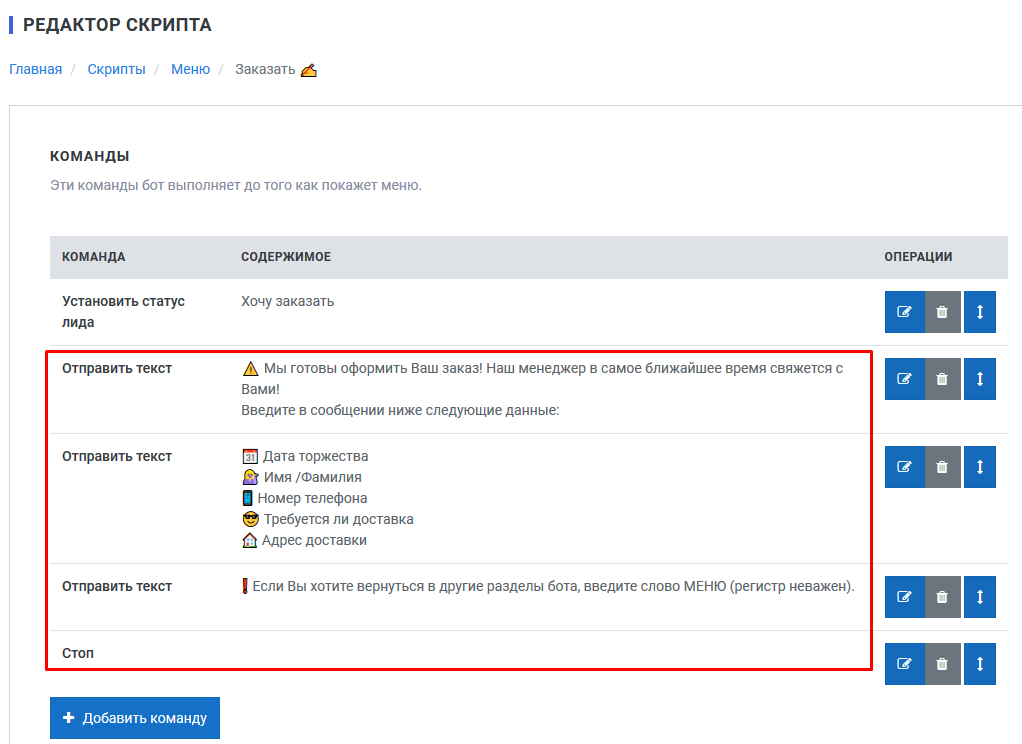 РЕДАКТОР СКРИПТА
Главная / Скрипты / Меню / Заказать ✍️
КОМАНДЫ
Эти команды бот выполняет до того как покажет меню.
КОМАНДА СОДЕРЖИМОЕ ОПЕРАЦИИ
Установить статус лида Хочу заказать
Отправить текст ⚠️ Мы готовы оформить Ваш заказ! Наш менеджер в самое ближайшее время свяжется с
Вами!
Введите в сообщении ниже следующие данные:
Отправить текст 📅 Дата торжества
🙋‍♀️ Имя /Фамилия
📱 Номер телефона
😎 Требуется ли доставка
🏠 Адрес доставки
Отправить текст ❗Если Вы хотите вернуться в другие разделы бота, введите слово МЕНЮ (регистр неважен).
Стоп
+ Добавить команду